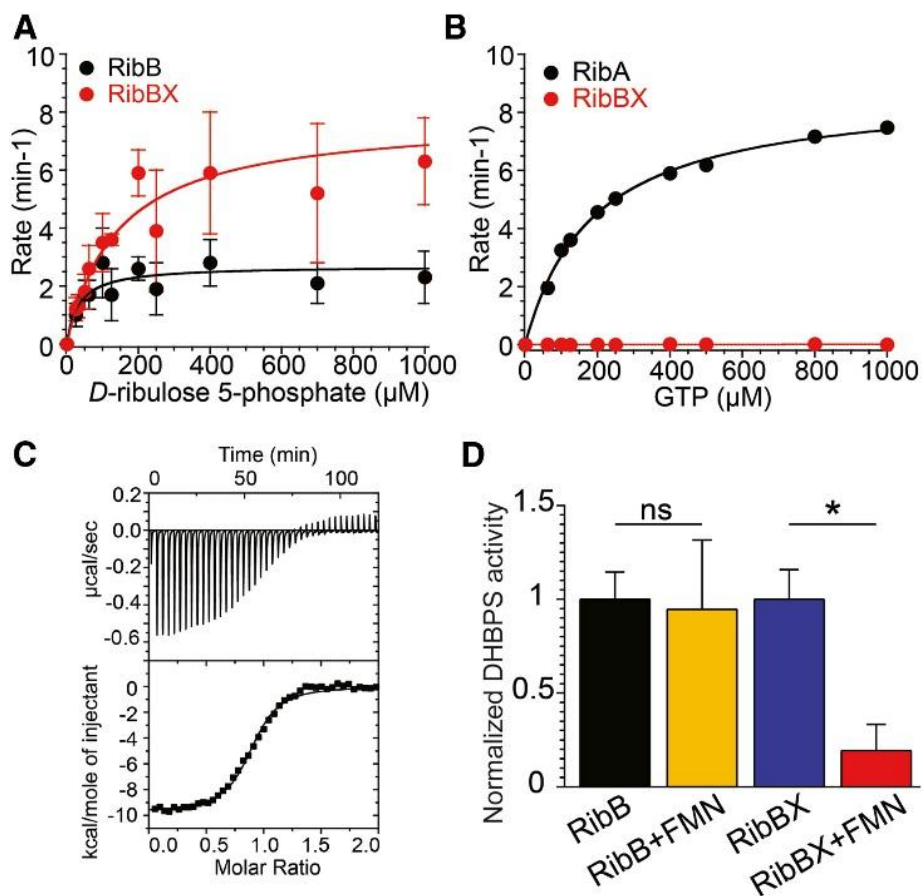 A
RibB
RibBX
10
8
6
4
2
0
Rate (min-1)
0 200 400 600 800 1000
D-ribulose 5-phosphate (µM)
B
RibA
RibBX
10
8
6
4
2
0
Rate (min-1)
0 200 400 600 800 1000
GTP (µM)
C
Time (min)
0 50 100
0.2
0.0
-0.2
-0.4
-0.6
µcal/sec
0
-2
-4
-6
-8
-10
kcal/mole of injectant
0.0 0.5 1.0 1.5 2.0
Molar Ratio
D
1.5
1
0.5
0
Normalized DHBPS activity
ns
*
RibB
RibB+FMN
RibBX
RibBX+FMN